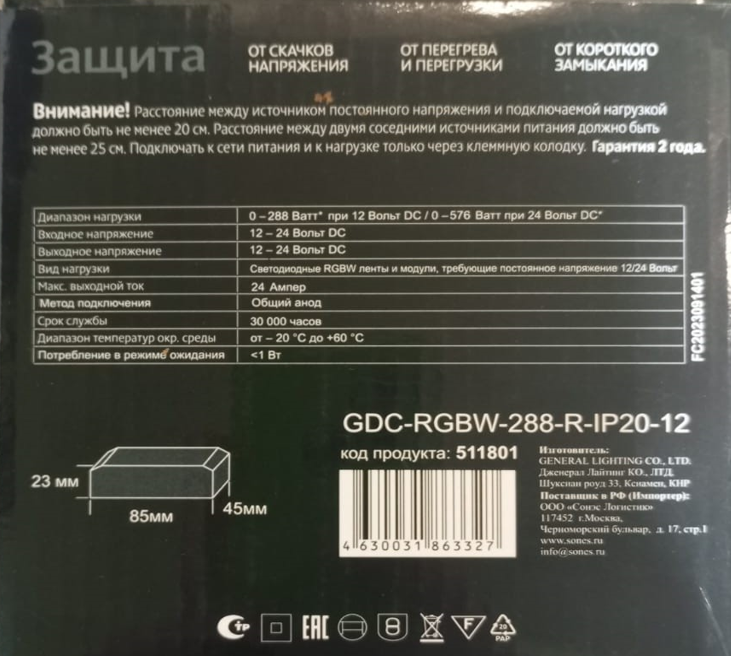 Защита
ОТ СКАЧКОВ НАПРЯЖЕНИЯ
ОТ ПЕРЕГРЕВА И ПЕРЕГРУЗКИ
ОТ КОРОТКОГО ЗАМЫКАНИЯ
Внимание! Расстояние между источником постоянного напряжения и подключаемой нагрузкой
должно быть не менее 20 см. Расстояние между двумя соседними источниками питания должно быть
не менее 25 см. Подключать к сети питания и к нагрузке только через клеммную колодку. Гарантия 2 года.
Диапазон нагрузки 0 – 288 Ватт* при 12 Вольт DC / 0 – 576 Ватт при 24 Вольт DC*
Входное напряжение 12 – 24 Вольт DC
Выходное напряжение 12 – 24 Вольт DC
Вид нагрузки Светодиодные RGBW ленты и модули, требующие постоянное напряжение 12/24 Вольт
Макс. выходной ток 24 Ампер
Метод подключения Общий анод
Срок службы 30 000 часов
Диапазон температур окр. среды от – 20 °C до +60 °C
Потребление в режиме ожидания <1 Вт
FC2023091401
GDC-RGBW-288-R-IP20-12
код продукта: 511801
23 мм
85мм
45мм
4 630031 863327
Изготовитель:
GENERAL LIGHTING CO., LTD.
Дженерал Лайтинг КО., ЛТД.
Шуксиан роуд 33, Ксиамен, КНР
Поставщик в РФ (Импортер):
ООО «Сонэс Логистик»
117452 г.Москва,
Черноморский бульвар, д. 17, стр.1
www.sones.ru
info@sones.ru
ТР
EAC
F
20
PAP